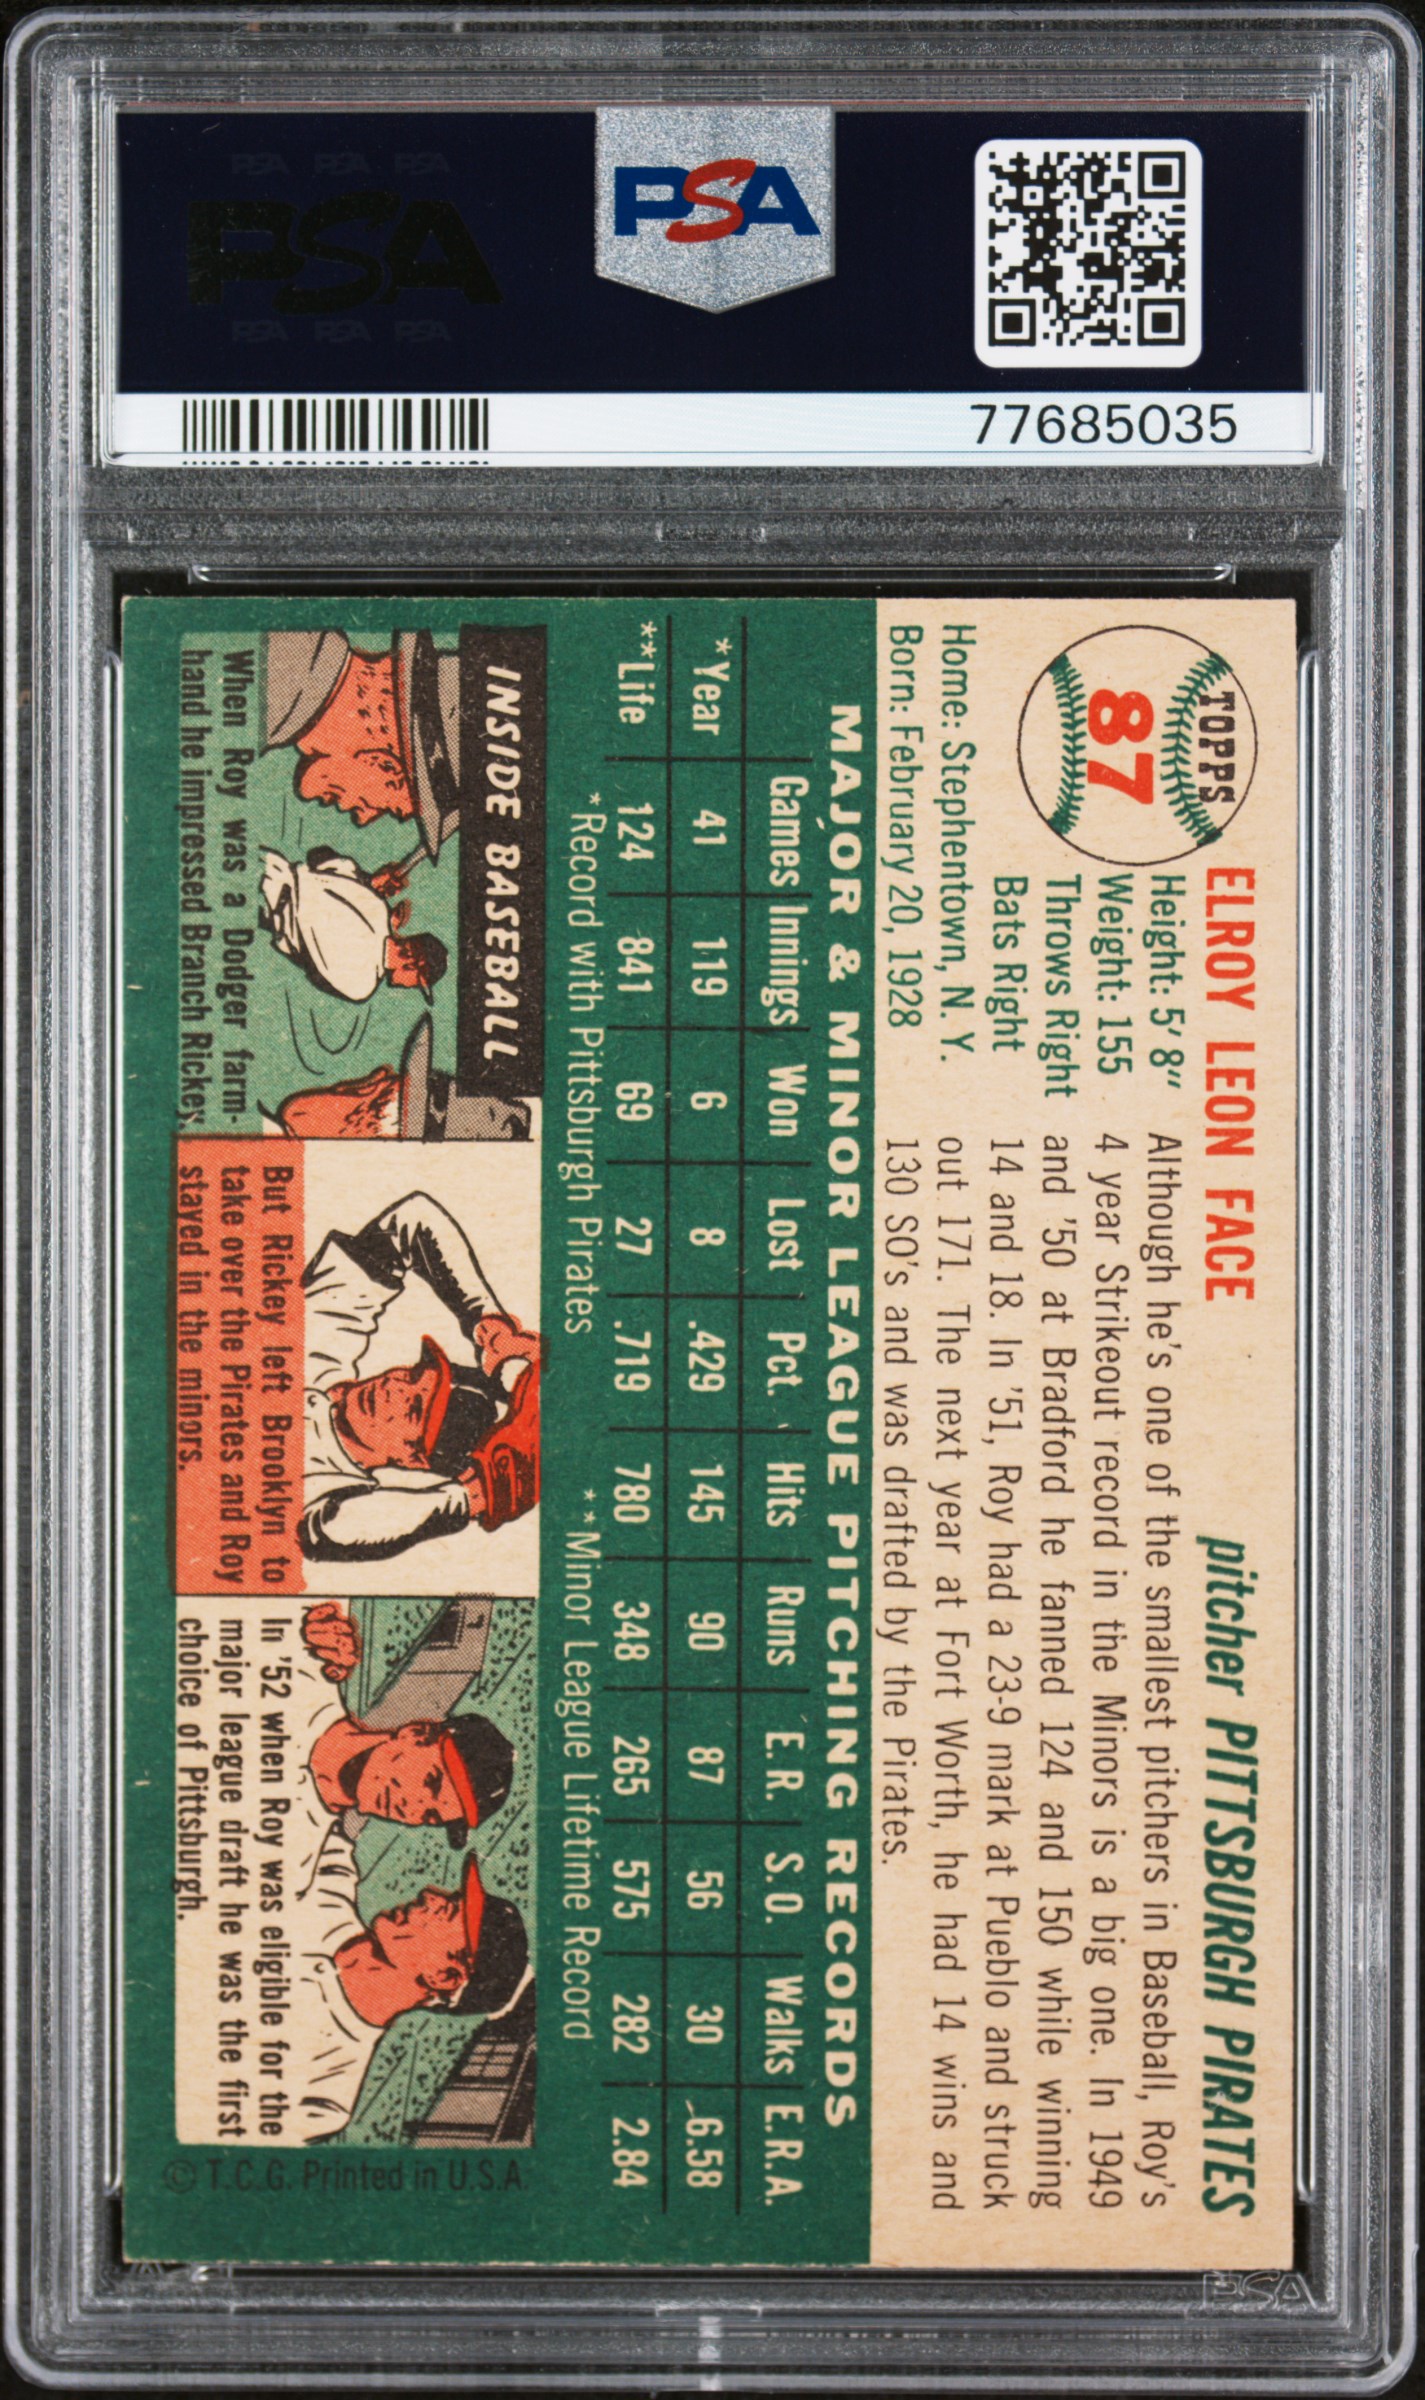 PSA PSA PSA
PSA
PSA PSA PSA
PSA
77685035
TOPPS
87
ELROY LEON FACE
pitcher PITTSBURGH PIRATES
Height: 5' 8"
Weight: 155
Throws Right
Bats Right
Home: Stephentown, N. Y.
Born: February 20, 1928
Although he's one of the smallest pitchers in Baseball, Roy's
4 year Strikeout record in the Minors is a big one. In 1949
and '50 at Bradford he fanned 124 and 150 while winning
14 and 18. In '51, Roy had a 23-9 mark at Pueblo and struck
out 171. The next year at Fort Worth, he had 14 wins and
130 SO's and was drafted by the Pirates.
MAJOR & MINOR LEAGUE PITCHING RECORDS
Games Innings Won Lost Pct. Hits Runs E.R. S.O. Walks E.R.A.
*Year 41 119 6 8 .429 145 90 87 56 30 6.58
**Life 124 841 69 27 .719 780 348 265 575 282 2.84
*Record with Pittsburgh Pirates **Minor League Lifetime Record
INSIDE BASEBALL
When Roy was a Dodger farm-
hand he impressed Branch Rickey.
But Rickey left Brooklyn to
take over the Pirates and Roy
stayed in the minors.
In '52 when Roy was eligible for the
major league draft he was the first
choice of Pittsburgh.
© T.C.G. Printed in U.S.A.
PSA